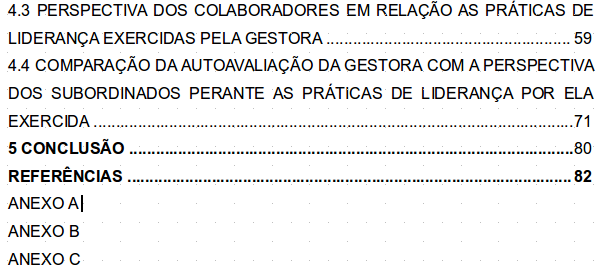 4.3 PERSPECTIVA DOS COLABORADORES EM RELAÇÃO AS PRÁTICAS DE
LIDERANÇA EXERCIDAS PELA GESTORA ..................................................... 59
4.4 COMPARAÇÃO DA AUTOAVALIAÇÃO DA GESTORA COM A PERSPECTIVA
DOS SUBORDINADOS PERANTE AS PRÁTICAS DE LIDERANÇA POR ELA
EXERCIDA ........................................................................................................71
5 CONCLUSÃO .................................................................................................80
REFERÊNCIAS ................................................................................................. 82
ANEXO A
ANEXO B
ANEXO C